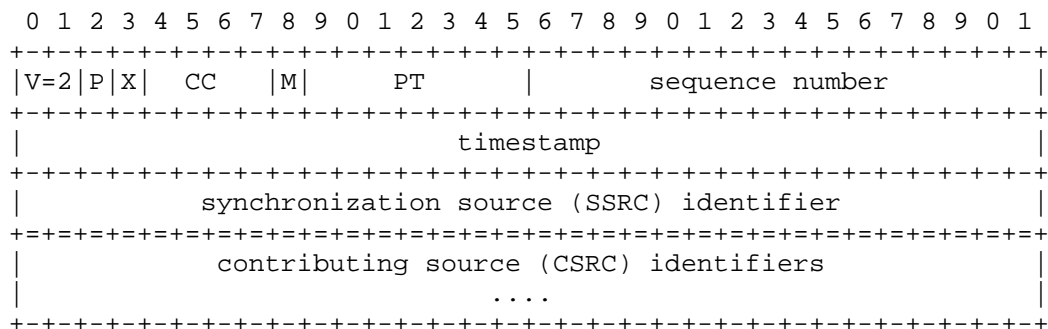 0 1 2 3 4 5 6 7 8 9 0 1 2 3 4 5 6 7 8 9 0 1 2 3 4 5 6 7 8 9 0 1
+-+-+-+-+-+-+-+-+-+-+-+-+-+-+-+-+-+-+-+-+-+-+-+-+-+-+-+-+-+-+-+-+
|V=2|P|X|  CC   |M|     PT      |       sequence number         |
+-+-+-+-+-+-+-+-+-+-+-+-+-+-+-+-+-+-+-+-+-+-+-+-+-+-+-+-+-+-+-+-+
|                           timestamp                           |
+-+-+-+-+-+-+-+-+-+-+-+-+-+-+-+-+-+-+-+-+-+-+-+-+-+-+-+-+-+-+-+-+
|           synchronization source (SSRC) identifier            |
+=+=+=+=+=+=+=+=+=+=+=+=+=+=+=+=+=+=+=+=+=+=+=+=+=+=+=+=+=+=+=+=+
|            contributing source (CSRC) identifiers             |
|                             ....                              |
+-+-+-+-+-+-+-+-+-+-+-+-+-+-+-+-+-+-+-+-+-+-+-+-+-+-+-+-+-+-+-+-+